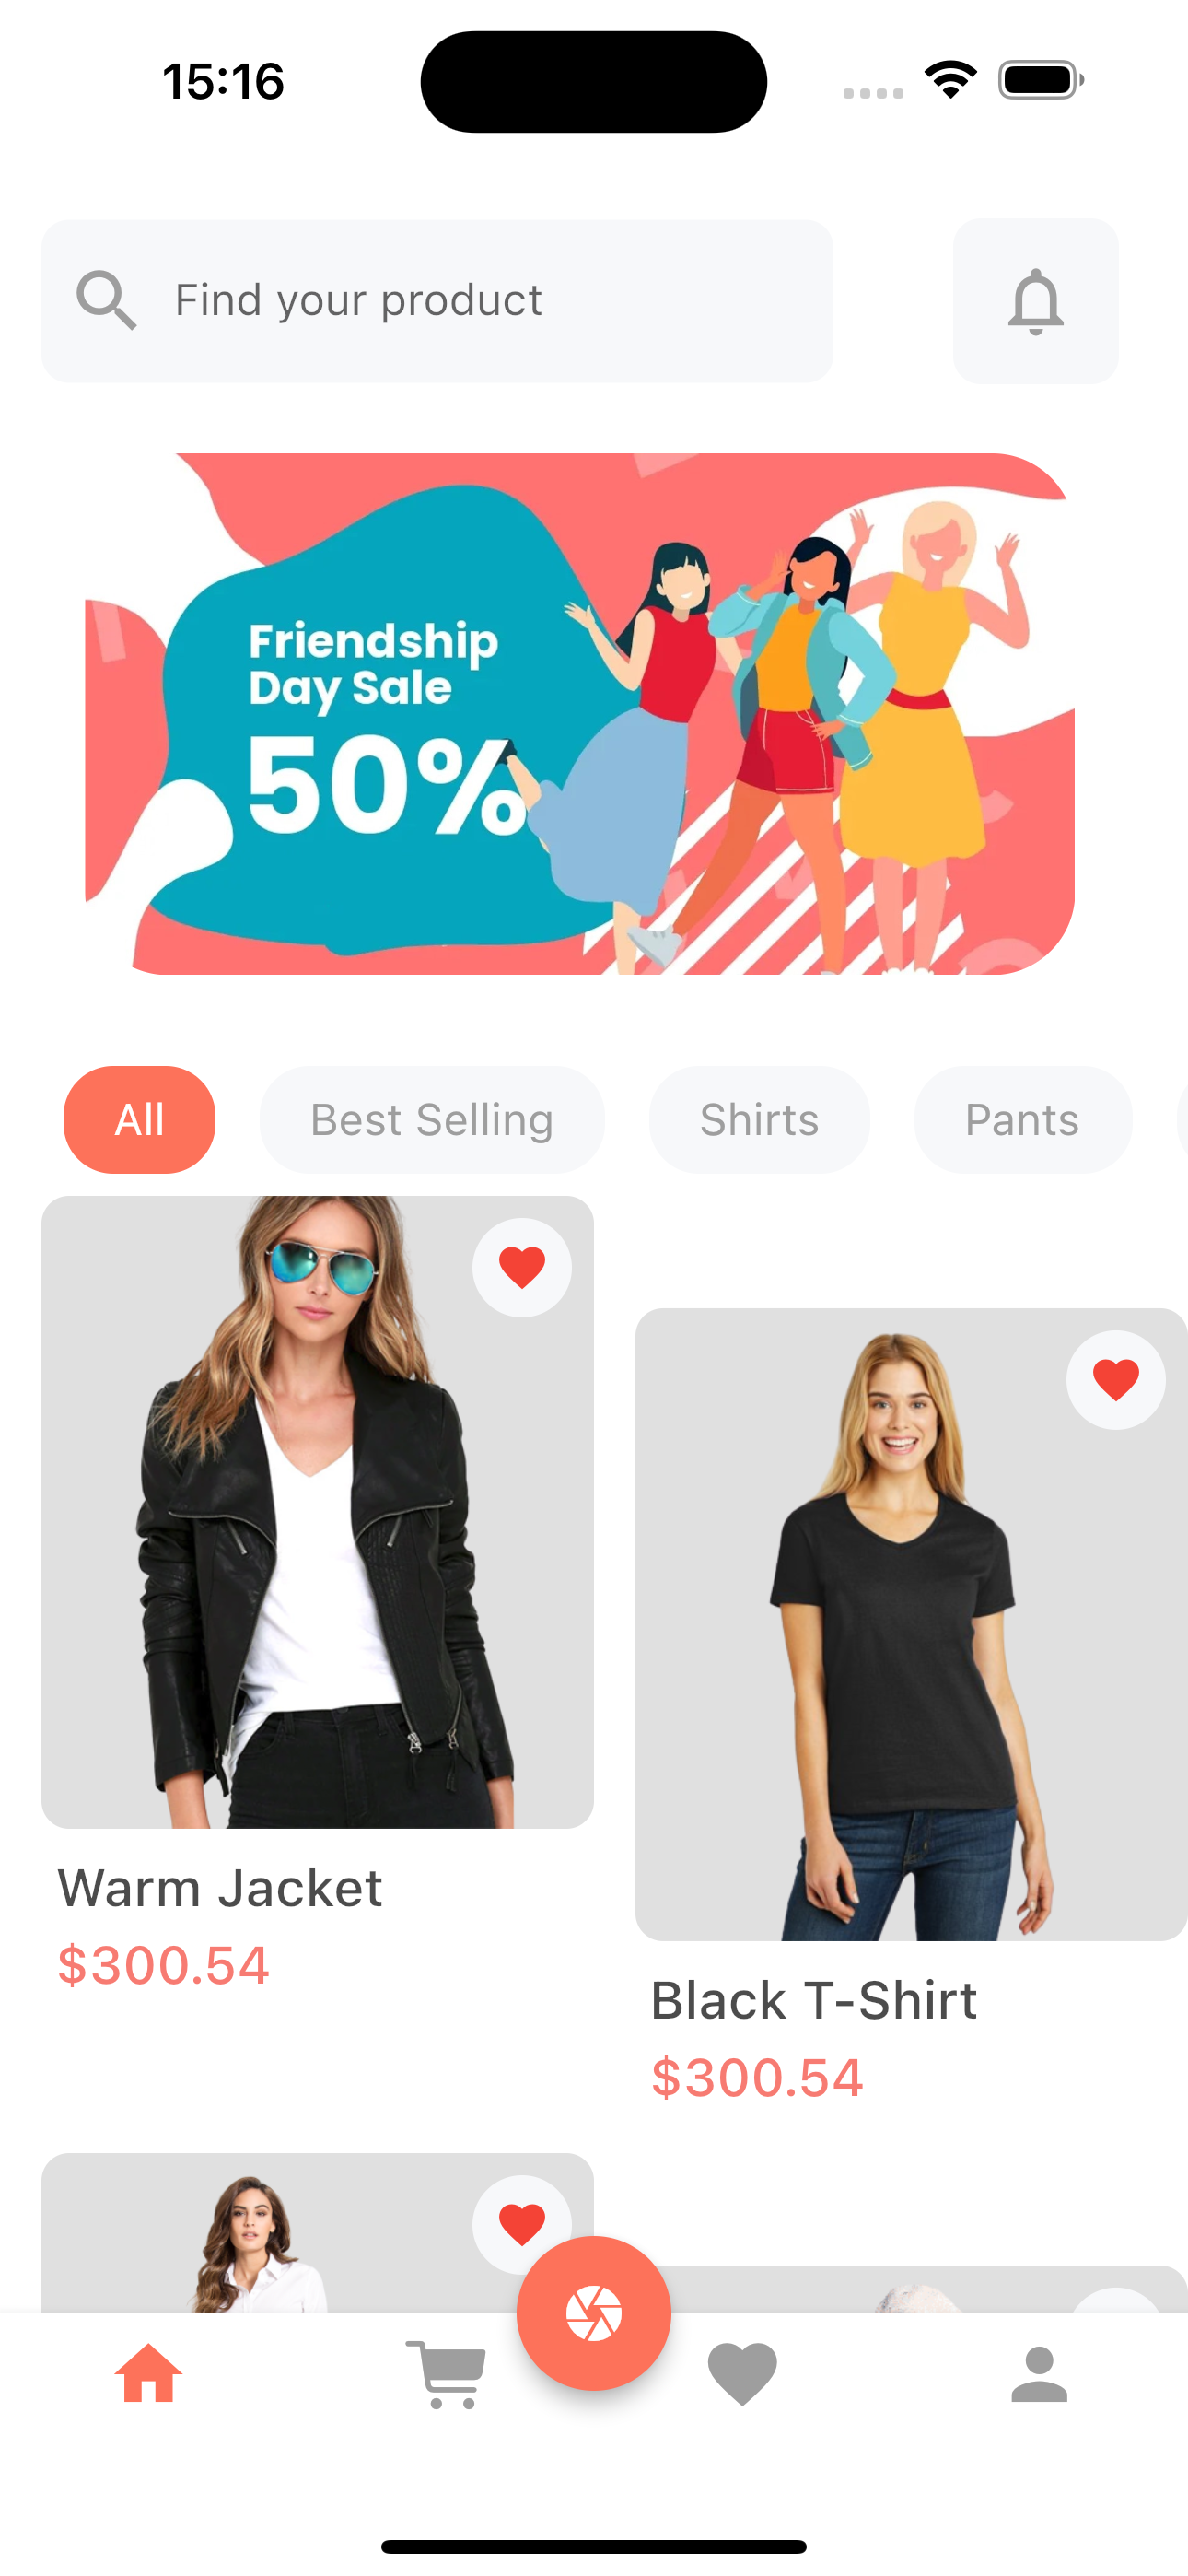 15:16
Find your product
Friendship
Day Sale
50%
All
Best Selling
Shirts
Pants
Warm Jacket
$300.54
Black T-Shirt
$300.54